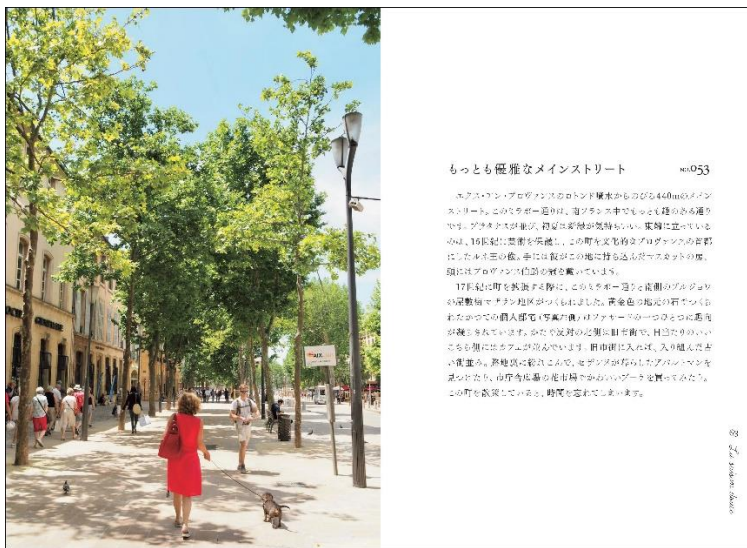 もっとも優雅なメインストリート
NO.053
エクス・アン・プロヴァンスのロトンド噴水からのびる440mのメイン
ストリート。このミラボー通りは、南フランス中でもっとも趣のある通り
です。プラタナスが並び、初夏は新緑が気持ちいい。東端に立っている
のは、15世紀に芸術を保護し、この町を文化的なプロヴァンスの首都
にしたルネ王の像。手には彼がこの地に持ち込んだマスカットの房、
頭にはプロヴァンス伯爵の冠を戴いています。
17世紀に町を拡張する際に、このミラボー通りと南側のブルジョワ
の屋敷街マザラン地区がつくられました。黄金色の地元の石でつくら
れたかつての個人邸宅(写真左側)はファサードの一つひとつに趣向
が凝らされています。かたや反対の北側は旧市街で、日当たりのいい
こちら側にはカフェが並んでいます。旧市街に入れば、入り組んだ古
い街並み。路地裏に紛れこんで、セザンヌが暮らしたアパルトマンを
見つけたり、市庁舎広場の花市場でかわいいブーケを買ってみたり。
この町を散策していると、時間を忘れてしまいます。